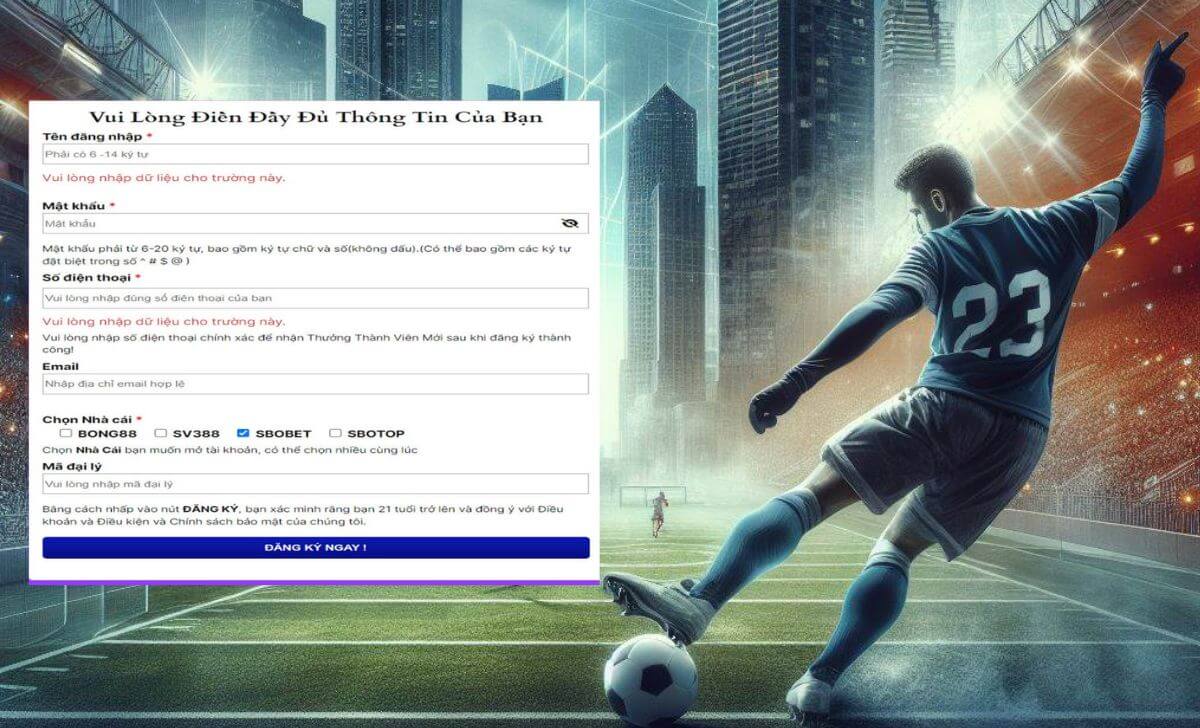 Vui Lòng Điền Đầy Đủ Thông Tin Của Bạn
Tên đăng nhập *
Phải có 6 -14 ký tự
Vui lòng nhập dữ liệu cho trường này.
Mật khẩu *
Mật khẩu
Mật khẩu phải từ 6-20 ký tự, bao gồm ký tự chữ và số(không dấu).(Có thể bao gồm các ký tự
đặt biệt trong số ^ # $ @ )
Số điện thoại *
Vui lòng nhập đúng số điện thoại của bạn
Vui lòng nhập dữ liệu cho trường này.
Vui lòng nhập số điện thoại chính xác để nhận Thưởng Thành Viên Mới sau khi đăng ký thành
công!
Email
Nhập địa chỉ email hợp lệ
Chọn Nhà cái *
BONG88 SV388 SBOBET SBOTOP
Chọn Nhà Cái bạn muốn mở tài khoản, có thể chọn nhiều cùng lúc
Mã đại lý
Vui lòng nhập mã đại lý
Bằng cách nhấp vào nút ĐĂNG KÝ, bạn xác minh rằng bạn 21 tuổi trở lên và đồng ý với Điều
khoản và Điều kiện và Chính sách bảo mật của chúng tôi.
ĐĂNG KÝ NGAY !
23